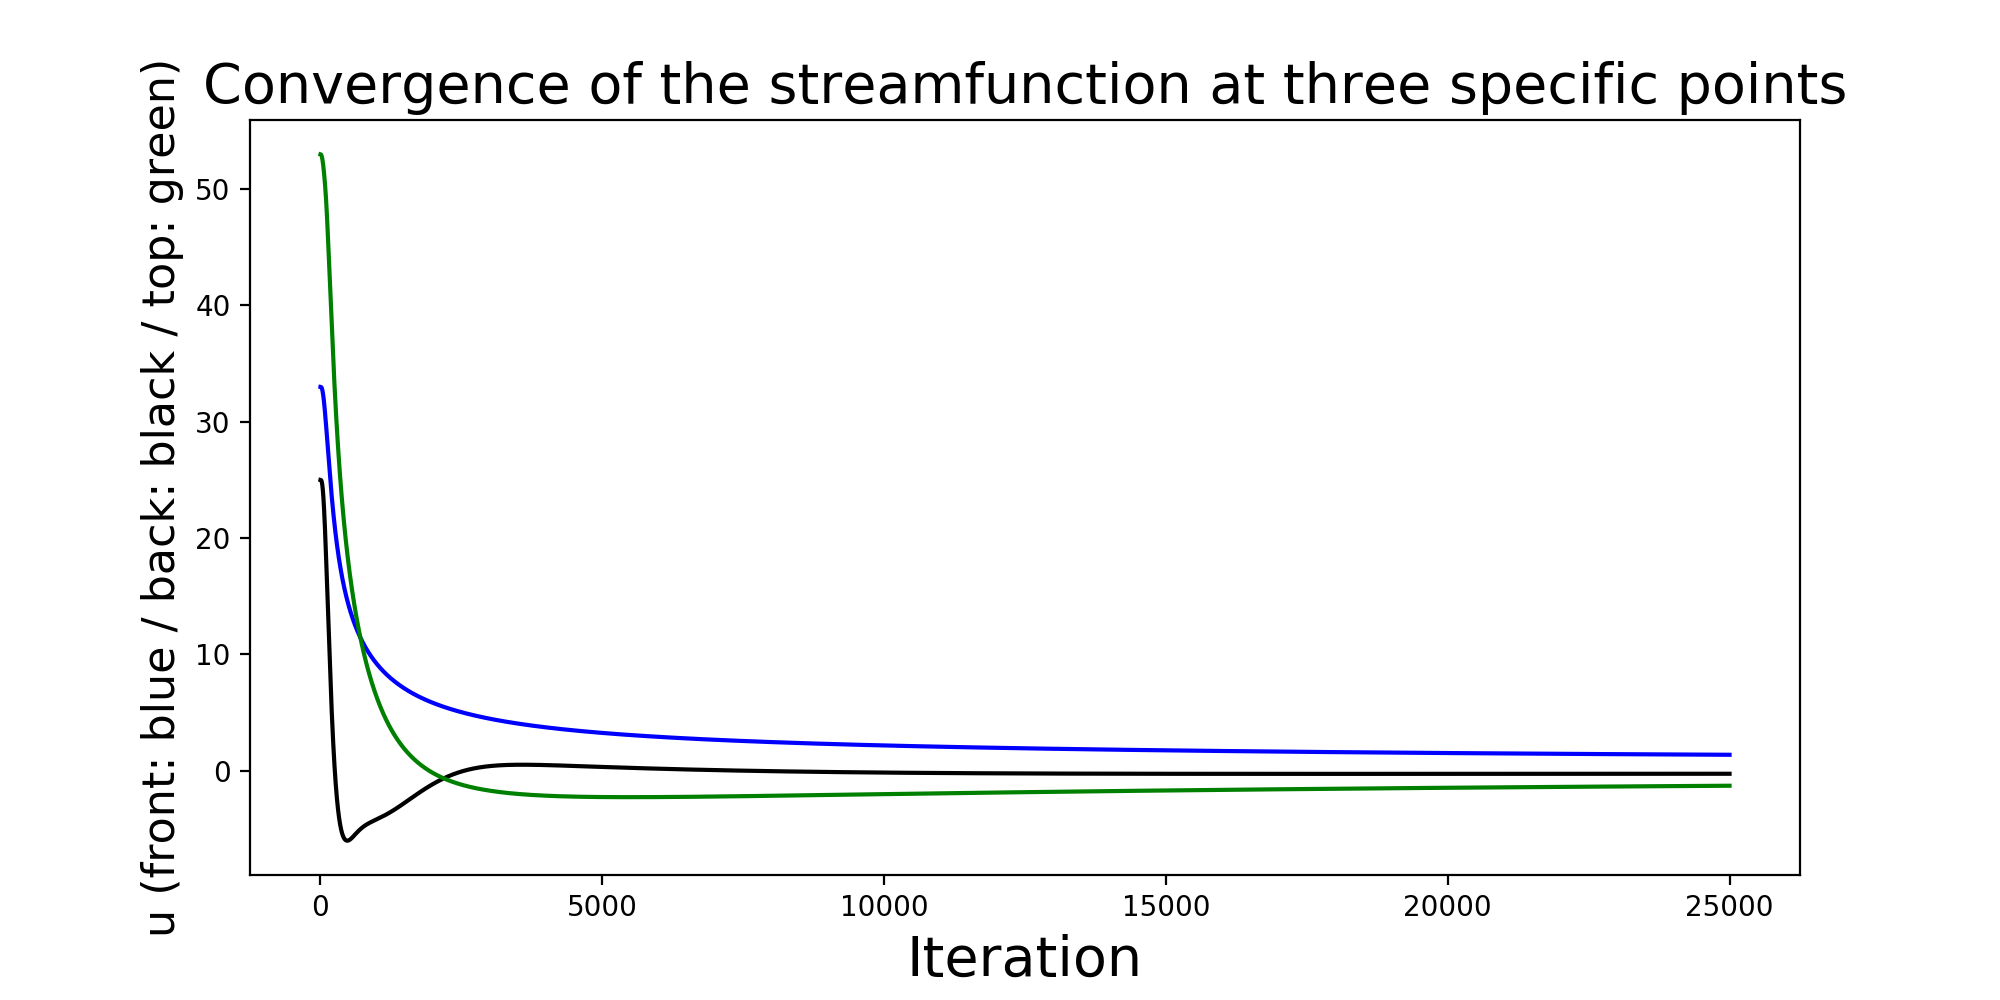 Convergence of the streamfunction at three specific points
u (front: blue / back: black / top: green)
50
40
30
20
10
0
0 5000 10000 15000 20000 25000
Iteration